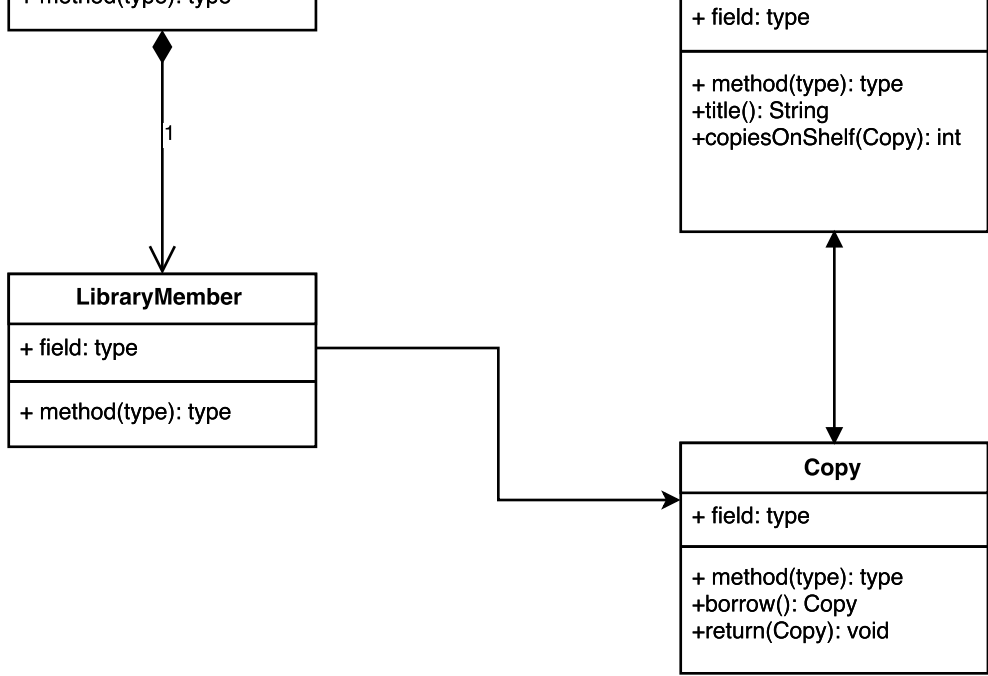 + method(type): type
1
LibraryMember
+ field: type
+ method(type): type
+ field: type
+ method(type): type
+title(): String
+copiesOnShelf(Copy): int
Copy
+ field: type
+ method(type): type
+borrow(): Copy
+return(Copy): void